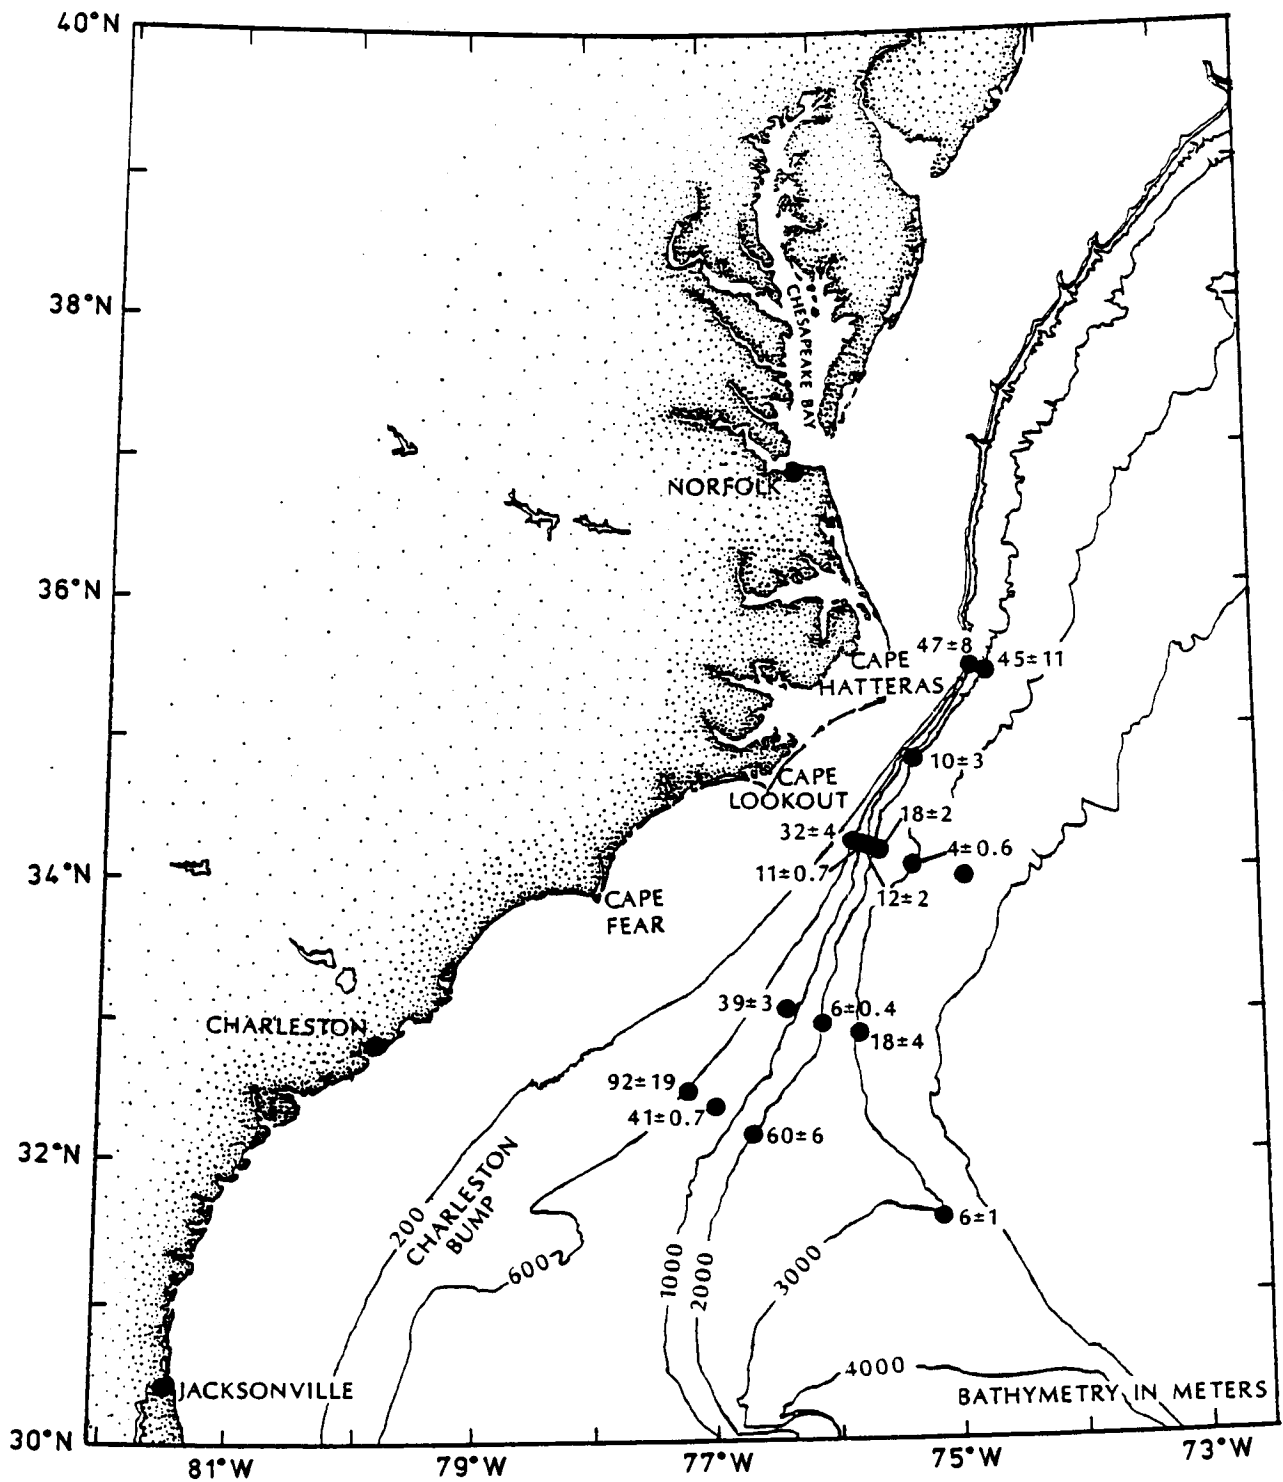 40°N
38°N
CHESAPEAKE BAY
NORFOLK
36°N
47±8
45±11
CAPE
HATTERAS
10±3
CAPE
LOOKOUT
32±4
18±2
4±0.6
11±0.7
12±2
34°N
CAPE
FEAR
39±3
6±0.4
18±4
CHARLESTON
92±19
41±0.7
60±6
32°N
6±1
200
CHARLESTON
BUMP
600
1000
2000
3000
4000
JACKSONVILLE
BATHYMETRY IN METERS
30°N
81°W
79°W
77°W
75°W
73°W